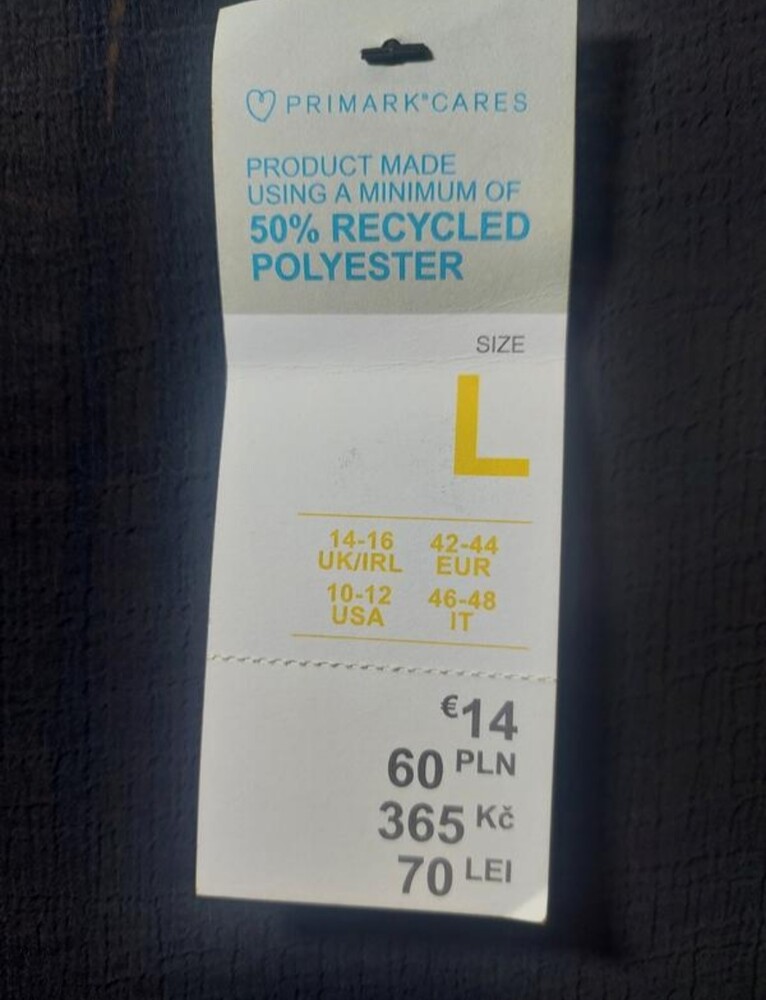 PRIMARK®CARES
PRODUCT MADE
USING A MINIMUM OF
50% RECYCLED
POLYESTER
SIZE
L
14-16 42-44
UK/IRL EUR
10-12 46-48
USA IT
€14
60 PLN
365 Kč
70 LEI